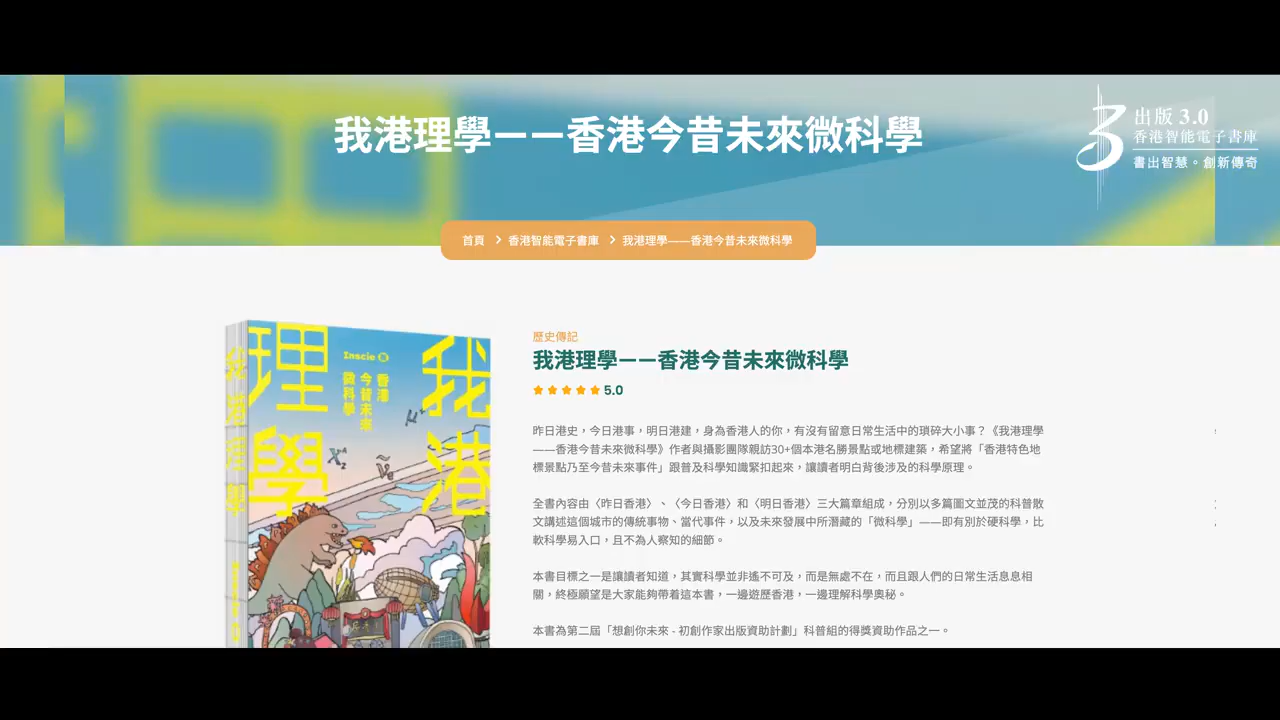 我港理學——香港今昔未來微科學
出版 3.0
香港智能電子書庫
書出智慧。創新傳奇
首頁 > 香港智能電子書庫 > 我港理學——香港今昔未來微科學
我港
理學
Inscie 著
香港
今昔未來
微科學
我港理學
歷史傳記
我港理學——香港今昔未來微科學
5.0
昨日港史，今日港事，明日港建，身為香港人的你，有沒有留意日常生活中的瑣碎大小事？《我港理學
——香港今昔未來微科學》作者與攝影團隊親訪30+個本港名勝景點或地標建築，希望將「香港特色地
標景點乃至今昔未來事件」跟普及科學知識緊扣起來，讓讀者明白背後涉及的科學原理。
全書內容由〈昨日香港〉、〈今日香港〉和〈明日香港〉三大篇章組成，分別以多篇圖文並茂的科普散
文講述這個城市的傳統事物、當代事件，以及未來發展中所潛藏的「微科學」——即有別於硬科學，比
軟科學易入口，且不為人察知的細節。
本書目標之一是讓讀者知道，其實科學並非遙不可及，而是無處不在，而且跟人們的日常生活息息相
關，終極願望是大家能夠帶着這本書，一邊遊歷香港，一邊理解科學奧秘。
本書為第二屆「想創你未來 - 初創作家出版資助計劃」科普組的得獎資助作品之一。